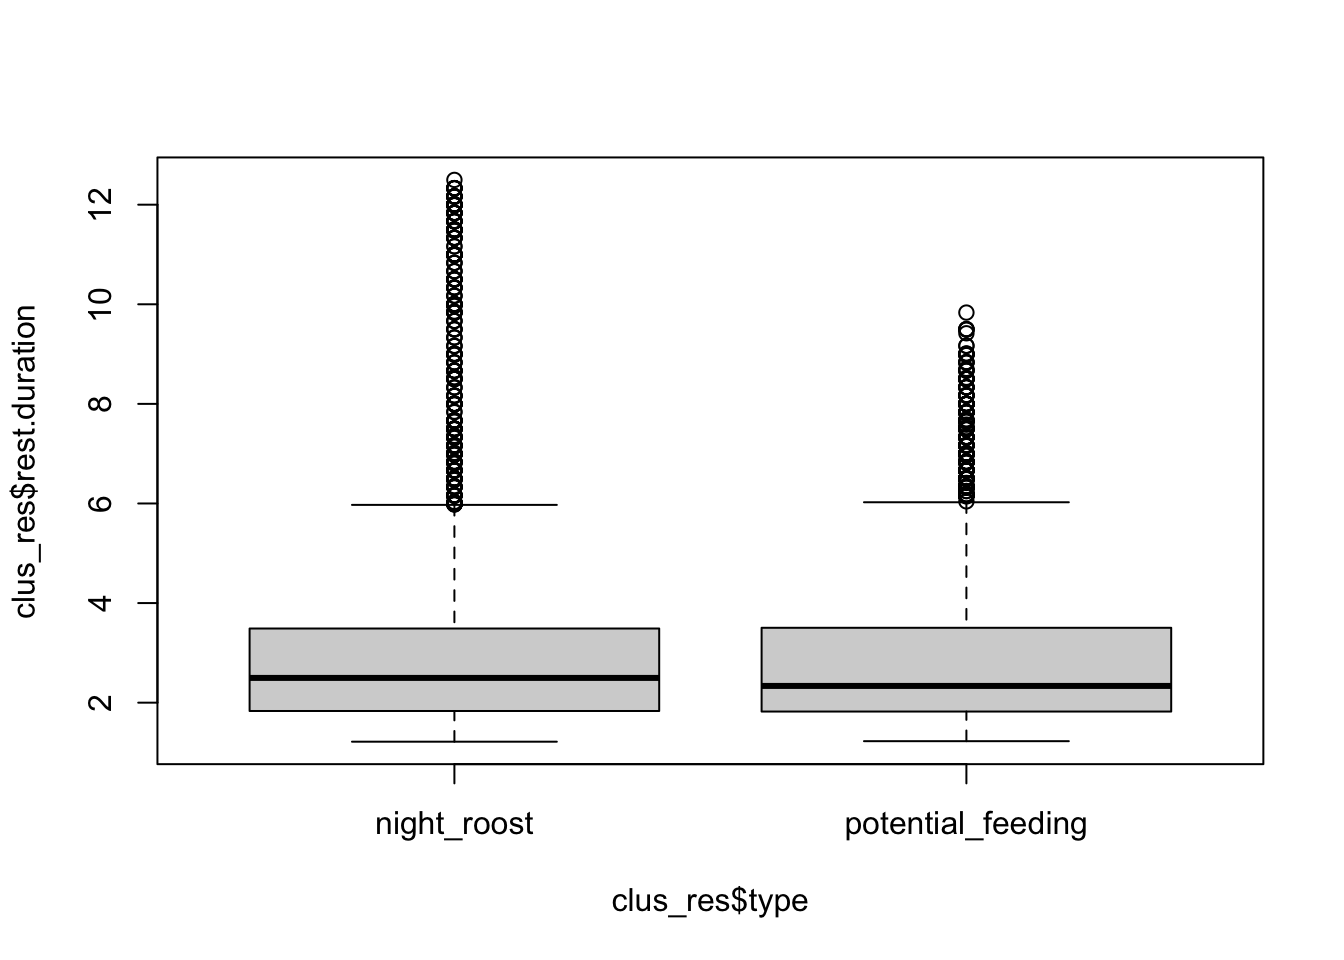 clus_res$rest.duration
12
10
8
6
4
2
night_roost
potential_feeding
clus_res$type